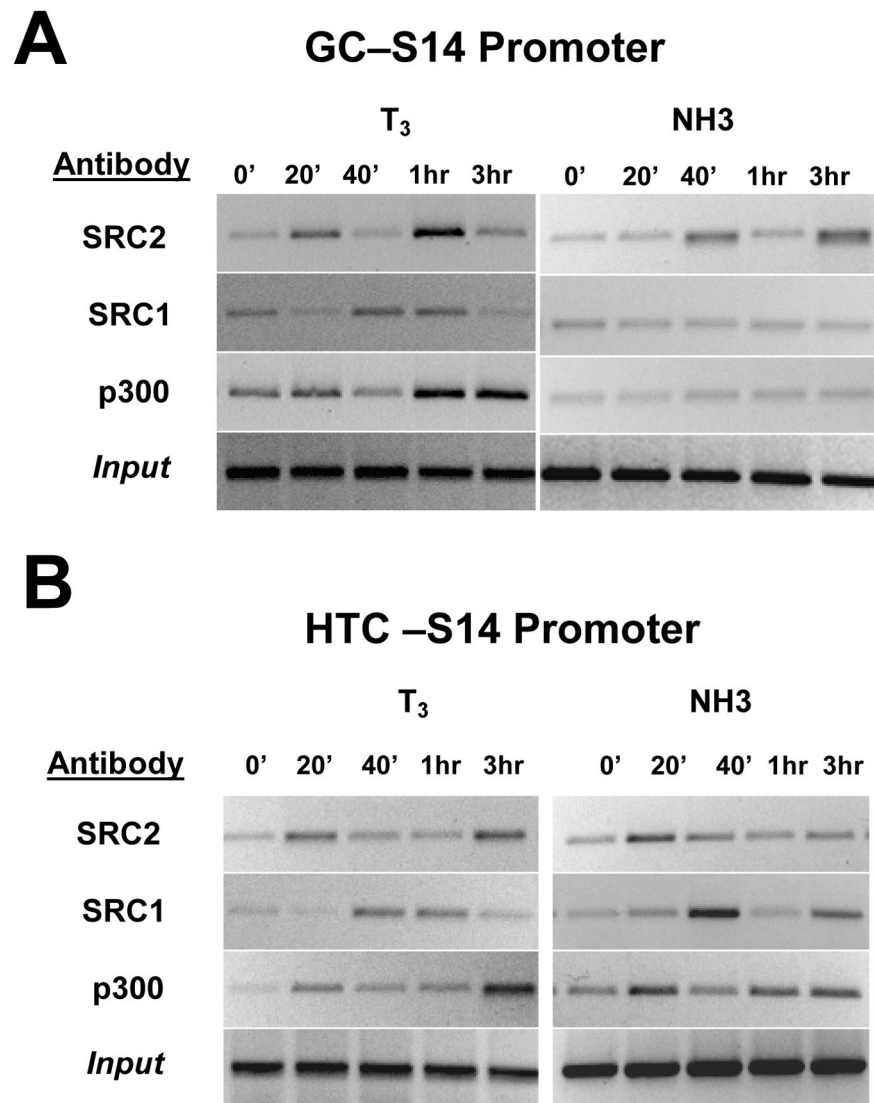 A
GC–S14 Promoter
T₃ NH3
Antibody 0’ 20’ 40’ 1hr 3hr 0’ 20’ 40’ 1hr 3hr
SRC2
SRC1
p300
Input
B
HTC –S14 Promoter
T₃ NH3
Antibody 0’ 20’ 40’ 1hr 3hr 0’ 20’ 40’ 1hr 3hr
SRC2
SRC1
p300
Input